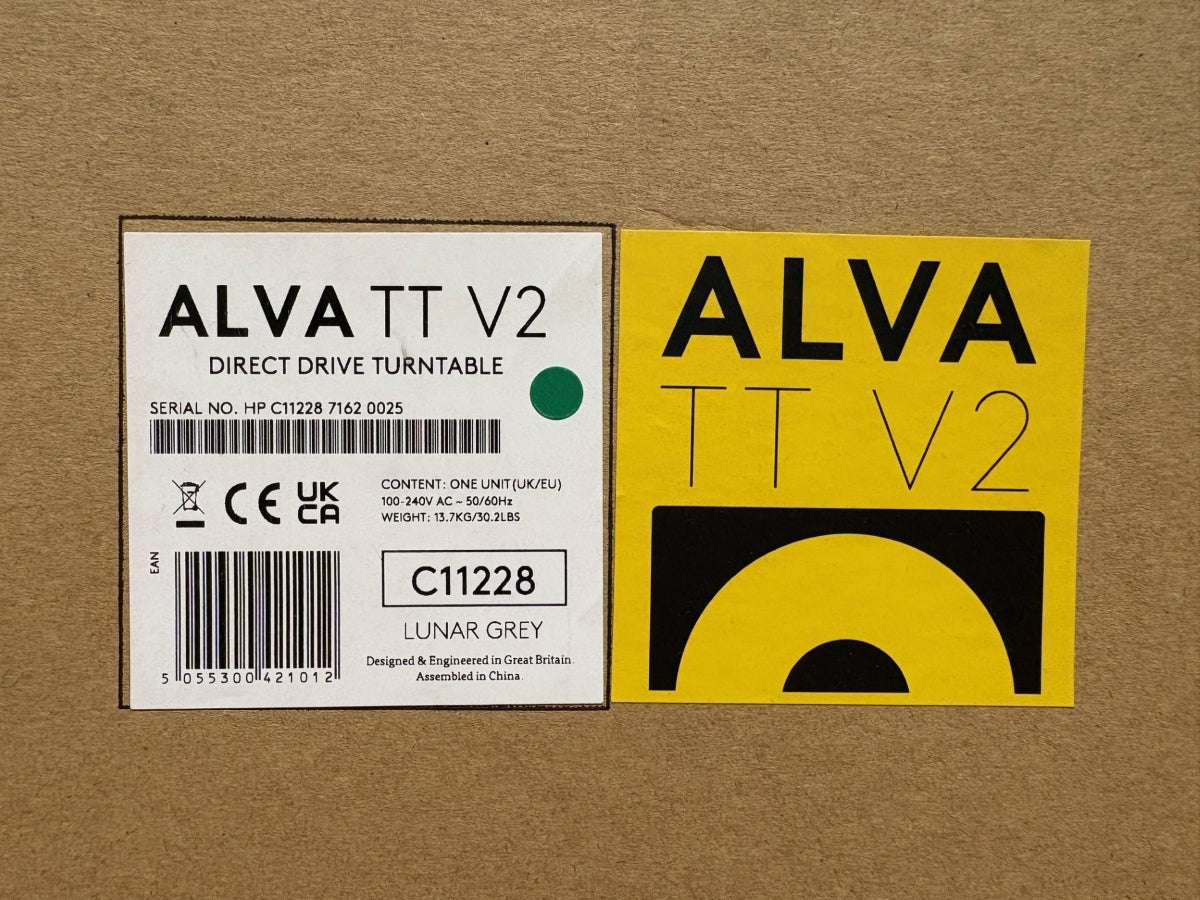 ALVA TT V2
DIRECT DRIVE TURNTABLE
SERIAL NO. HP C11228 7162 0025
CE UK CA
CONTENT: ONE UNIT(UK/EU)
100-240V AC ~ 50/60Hz
WEIGHT: 13.7KG/30.2LBS
EAN
5 055300 421012
C11228
LUNAR GREY
Designed & Engineered in Great Britain.
Assembled in China.
ALVA
TT V2